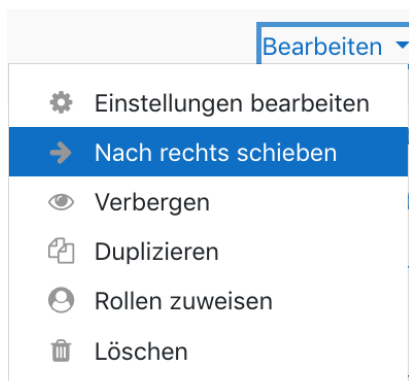 Bearbeiten
Einstellungen bearbeiten
Nach rechts schieben
Verbergen
Duplizieren
Rollen zuweisen
Löschen